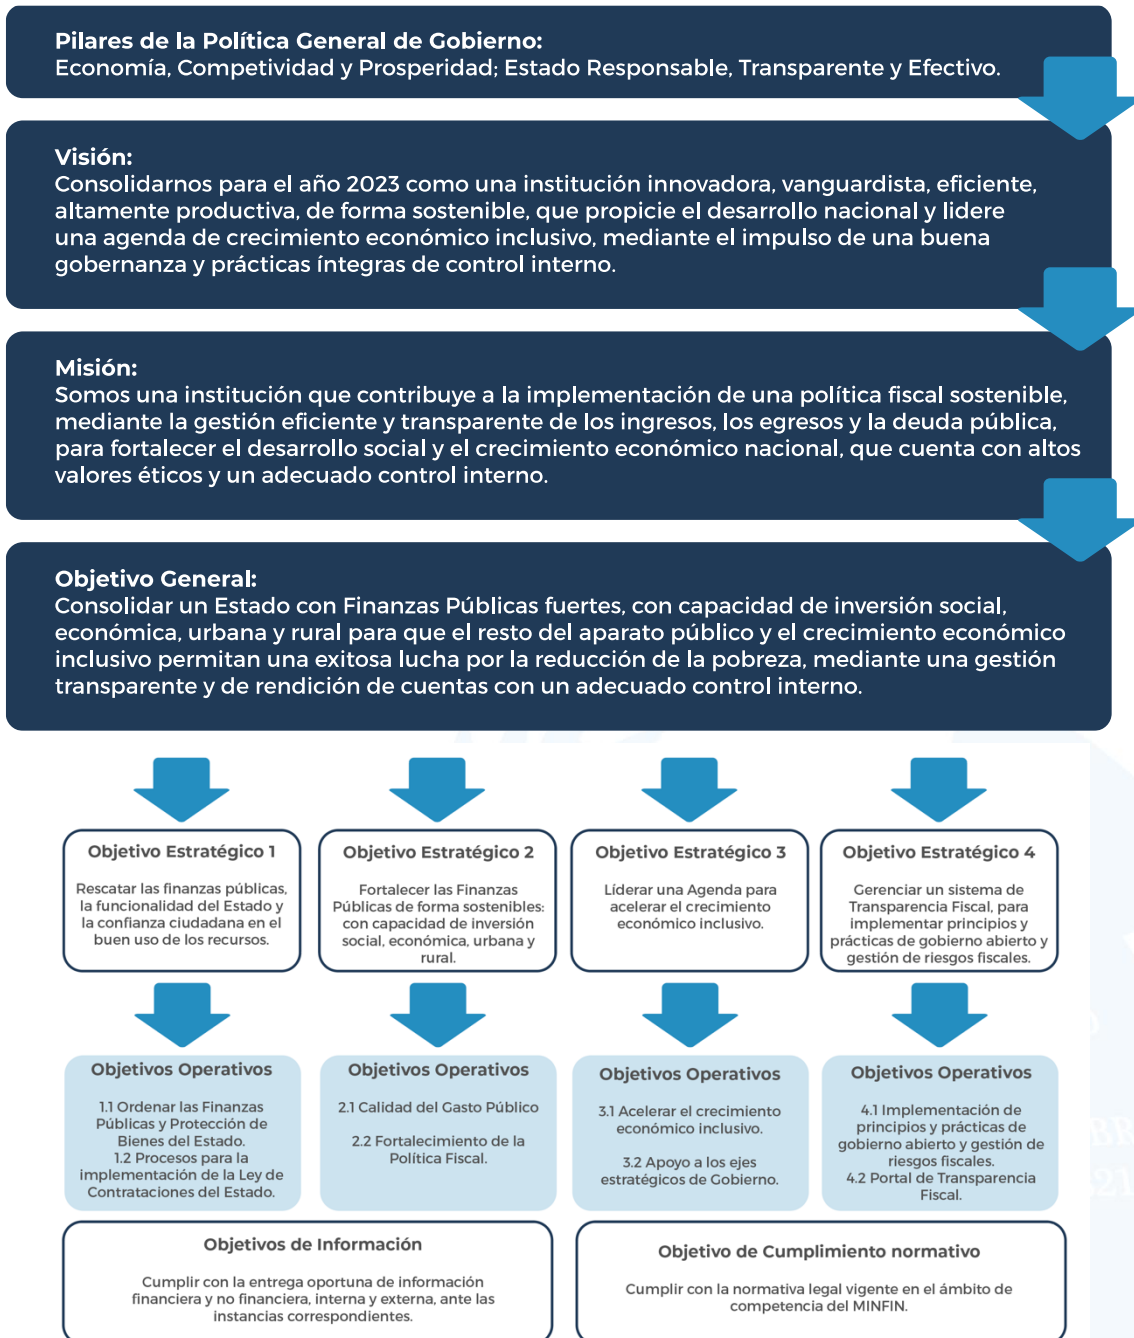 Pilares de la Política General de Gobierno:
Economía, Competividad y Prosperidad; Estado Responsable, Transparente y Efectivo.
Visión:
Consolidarnos para el año 2023 como una institución innovadora, vanguardista, eficiente,
altamente productiva, de forma sostenible, que propicie el desarrollo nacional y lidere
una agenda de crecimiento económico inclusivo, mediante el impulso de una buena
gobernanza y prácticas íntegras de control interno.
Misión:
Somos una institución que contribuye a la implementación de una política fiscal sostenible,
mediante la gestión eficiente y transparente de los ingresos, los egresos y la deuda pública,
para fortalecer el desarrollo social y el crecimiento económico nacional, que cuenta con altos
valores éticos y un adecuado control interno.
Objetivo General:
Consolidar un Estado con Finanzas Públicas fuertes, con capacidad de inversión social,
económica, urbana y rural para que el resto del aparato público y el crecimiento económico
inclusivo permitan una exitosa lucha por la reducción de la pobreza, mediante una gestión
transparente y de rendición de cuentas con un adecuado control interno.
Objetivo Estratégico 1
Rescatar las finanzas públicas,
la funcionalidad del Estado y
la confianza ciudadana en el
buen uso de los recursos.
Objetivo Estratégico 2
Fortalecer las Finanzas
Públicas de forma sostenibles:
con capacidad de inversión
social, económica, urbana y
rural.
Objetivo Estratégico 3
Líderar una Agenda para
acelerar el crecimiento
económico inclusivo.
Objetivo Estratégico 4
Gerenciar un sistema de
Transparencia Fiscal, para
implementar principios y
prácticas de gobierno abierto y
gestión de riesgos fiscales.
Objetivos Operativos
1.1 Ordenar las Finanzas
Públicas y Protección de
Bienes del Estado.
1.2 Procesos para la
implementación de la Ley de
Contrataciones del Estado.
Objetivos Operativos
2.1 Calidad del Gasto Público
2.2 Fortalecimiento de la
Política Fiscal.
Objetivos Operativos
3.1 Acelerar el crecimiento
económico inclusivo.
3.2 Apoyo a los ejes
estratégicos de Gobierno.
Objetivos Operativos
4.1 Implementación de
principios y prácticas de
gobierno abierto y gestión de
riesgos fiscales.
4.2 Portal de Transparencia
Fiscal.
Objetivos de Información
Cumplir con la entrega oportuna de información
financiera y no financiera, interna y externa, ante las
instancias correspondientes.
Objetivo de Cumplimiento normativo
Cumplir con la normativa legal vigente en el ámbito de
competencia del MINFIN.